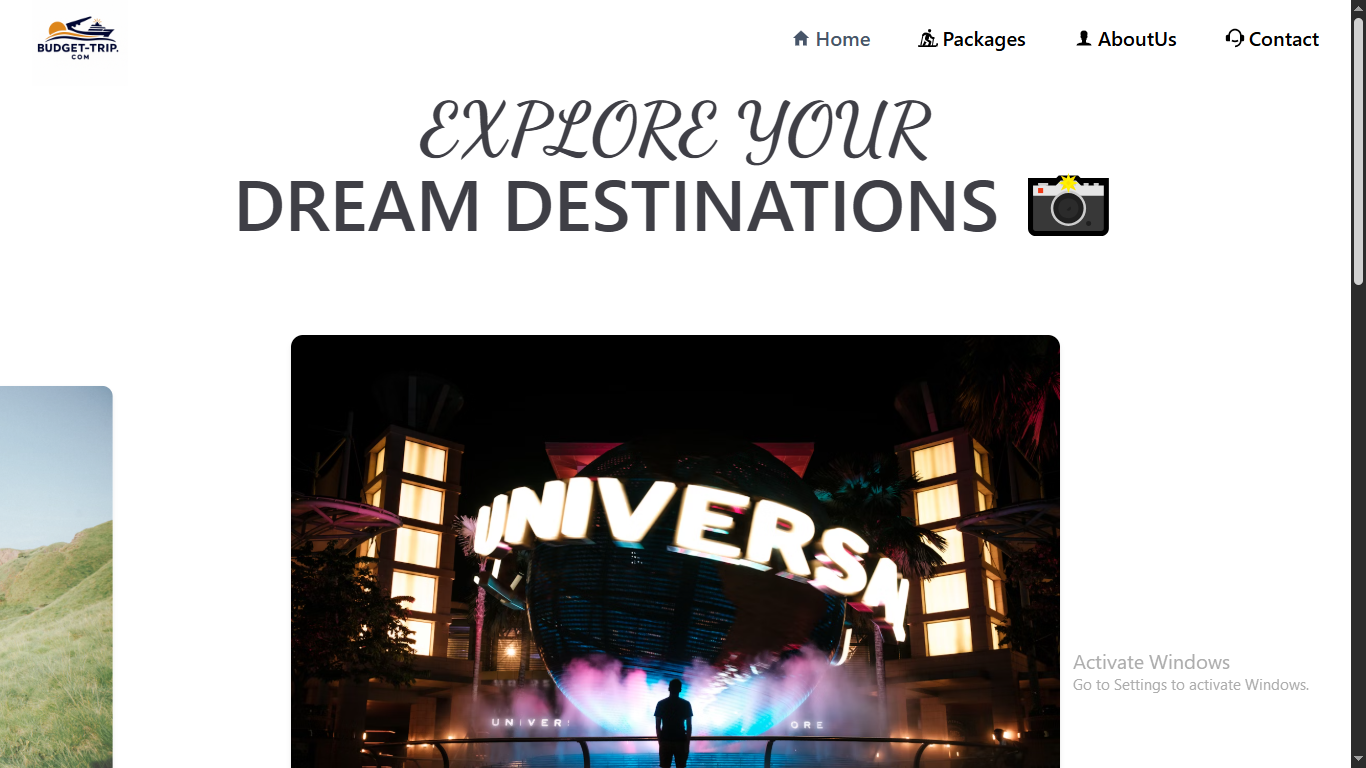 BUDGET-TRIP.
COM
Home
Packages
AboutUs
Contact
EXPLORE YOUR
DREAM DESTINATIONS
UNIVERSA
UNIVER
ORE
Activate Windows
Go to Settings to activate Windows.